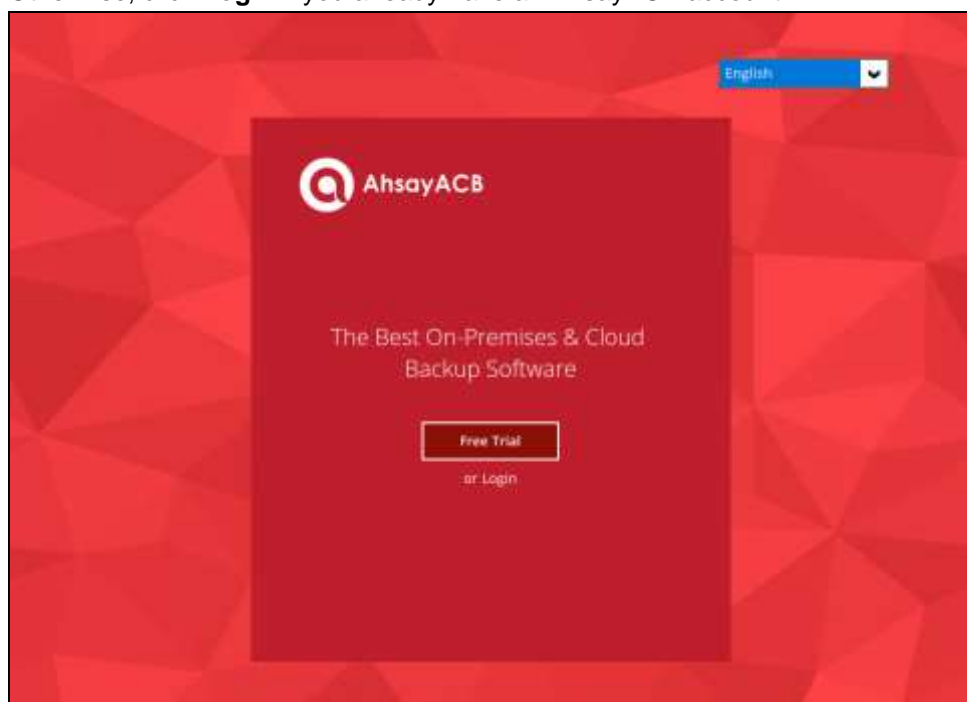 English
AhsayACB
The Best On-Premises & Cloud
Backup Software
Free Trial
or Login